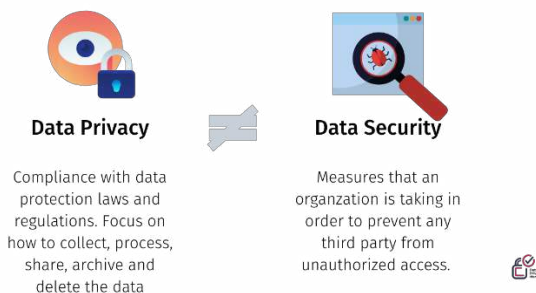 Data Privacy
Compliance with data
protection laws and
regulations. Focus on
how to collect, process,
share, archive and
delete the data
Data Security
Measures that an
organzation is taking in
order to prevent any
third party from
unauthorized access.